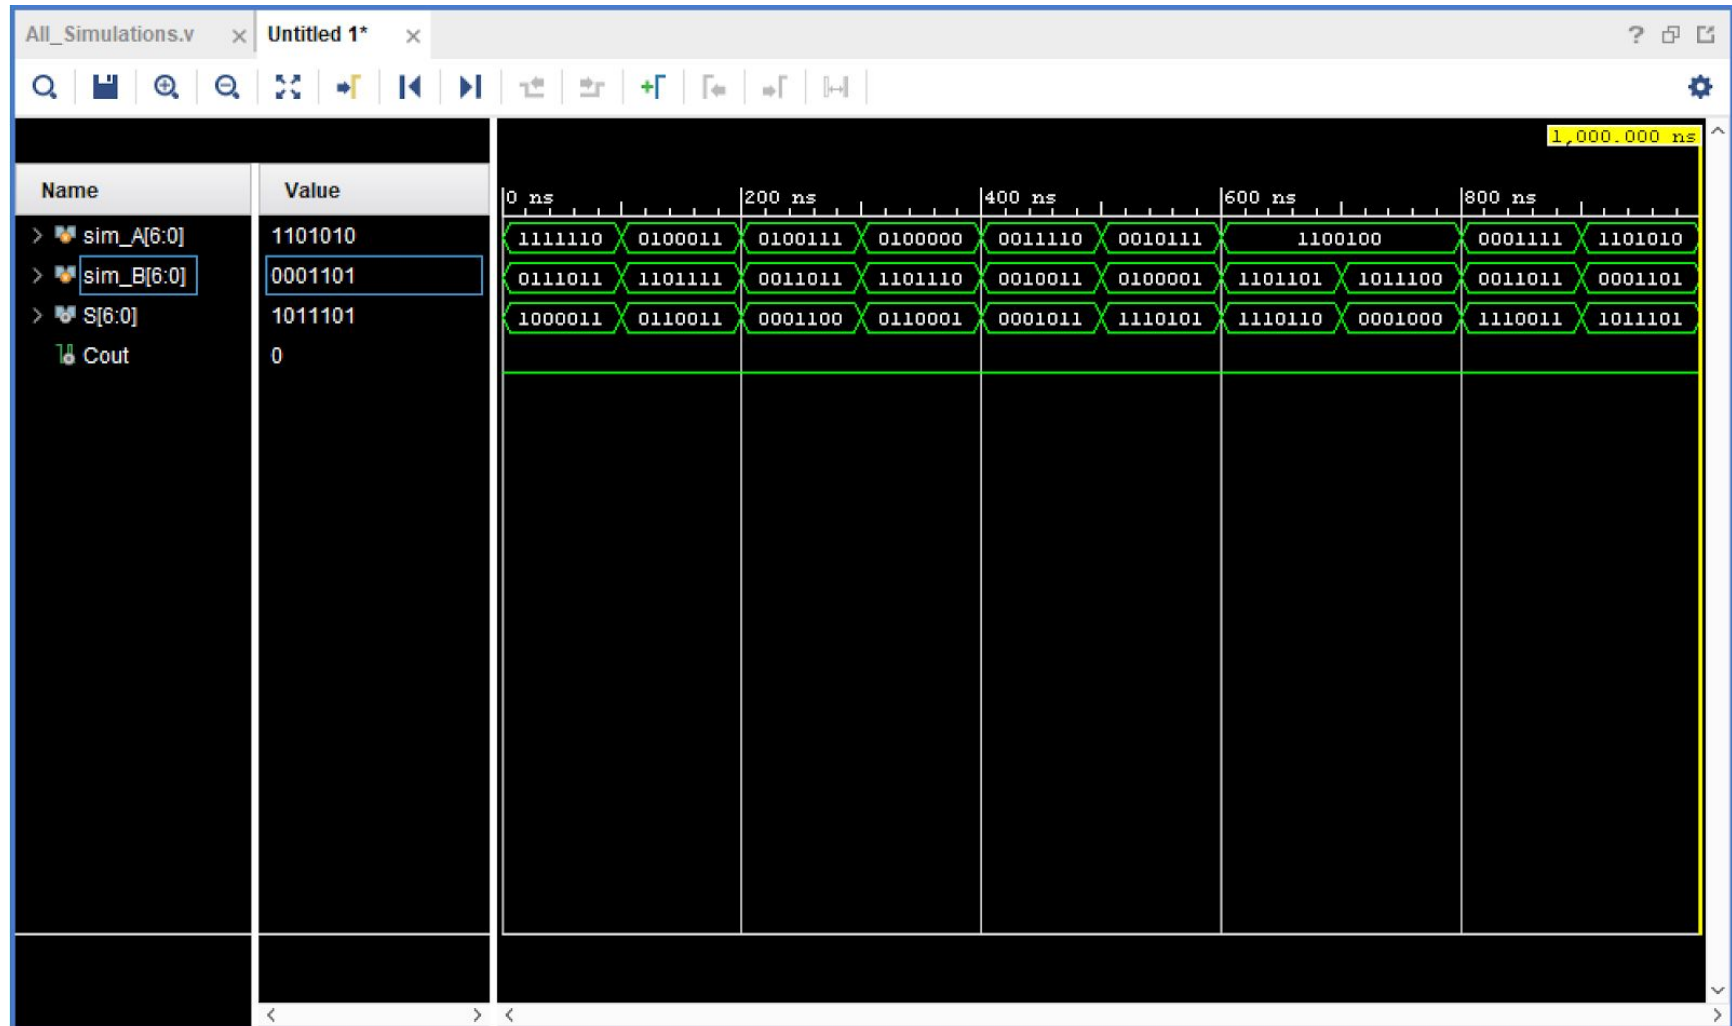 All_Simulations.v × Untitled 1* × ?
1,000.000 ns
Name Value 0 ns 200 ns 400 ns 600 ns 800 ns
> sim_A[6:0] 1101010 1111110 0100011 0100111 0100000 0011110 0010111 1100100 0001111 1101010
> sim_B[6:0] 0001101 0111011 1101111 0011011 1101110 0010011 0100001 1101101 1011100 0011011 0001101
> S[6:0] 1011101 1000011 0110011 0001100 0110001 0001011 1110101 1110110 0001000 1110011 1011101
Cout 0